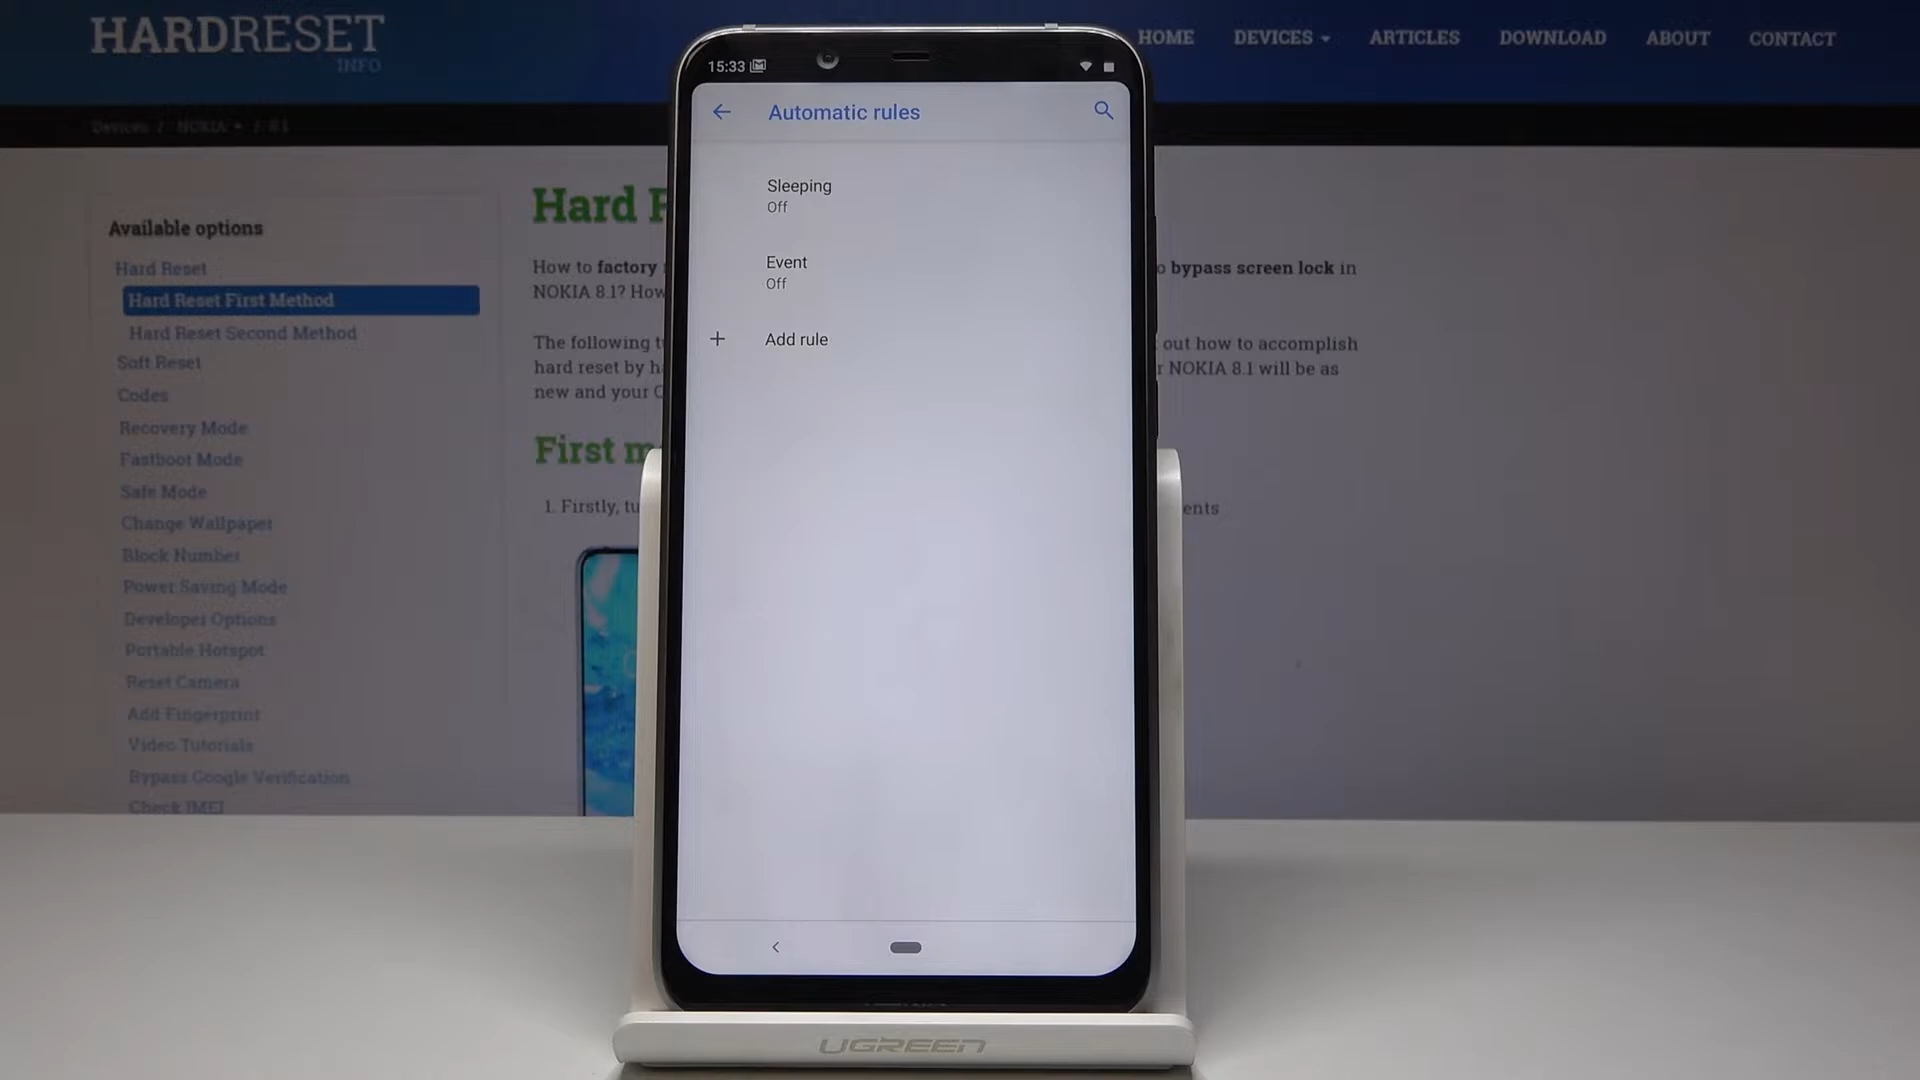 HARDRESET
INFO
HOME DEVICES ARTICLES DOWNLOAD ABOUT CONTACT
Devices / NOKIA / 8.1
15:33
Automatic rules
Sleeping
Off
Event
Off
+ Add rule
Available options
Hard Reset
Hard Reset First Method
Hard Reset Second Method
Soft Reset
Codes
Recovery Mode
Fastboot Mode
Safe Mode
Change Wallpaper
Block Number
Power Saving Mode
Developer Options
Portable Hotspot
Reset Camera
Add Fingerprint
Video Tutorials
Bypass Google Verification
Check IMEI
Hard
How to factory o bypass screen lock in
NOKIA 8.1? How
The following out how to accomplish
hard reset by NOKIA 8.1 will be as
new and your
First
1. Firstly, ents
UGREEN